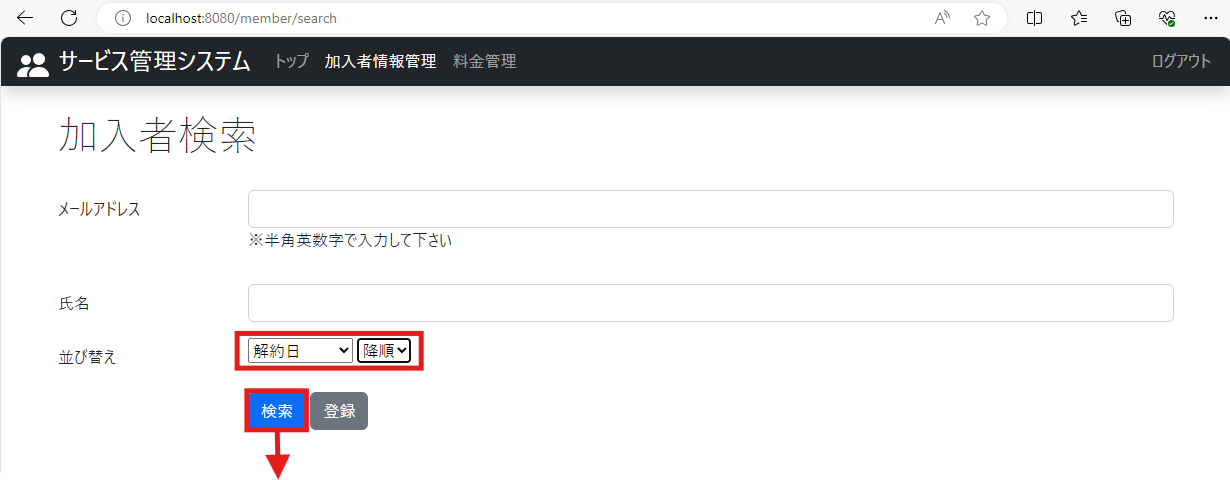 localhost:8080/member/search
サービス管理システム トップ 加入者情報管理 料金管理 ログアウト
加入者検索
メールアドレス
※半角英数字で入力して下さい
氏名
並び替え 解約日 降順
検索 登録